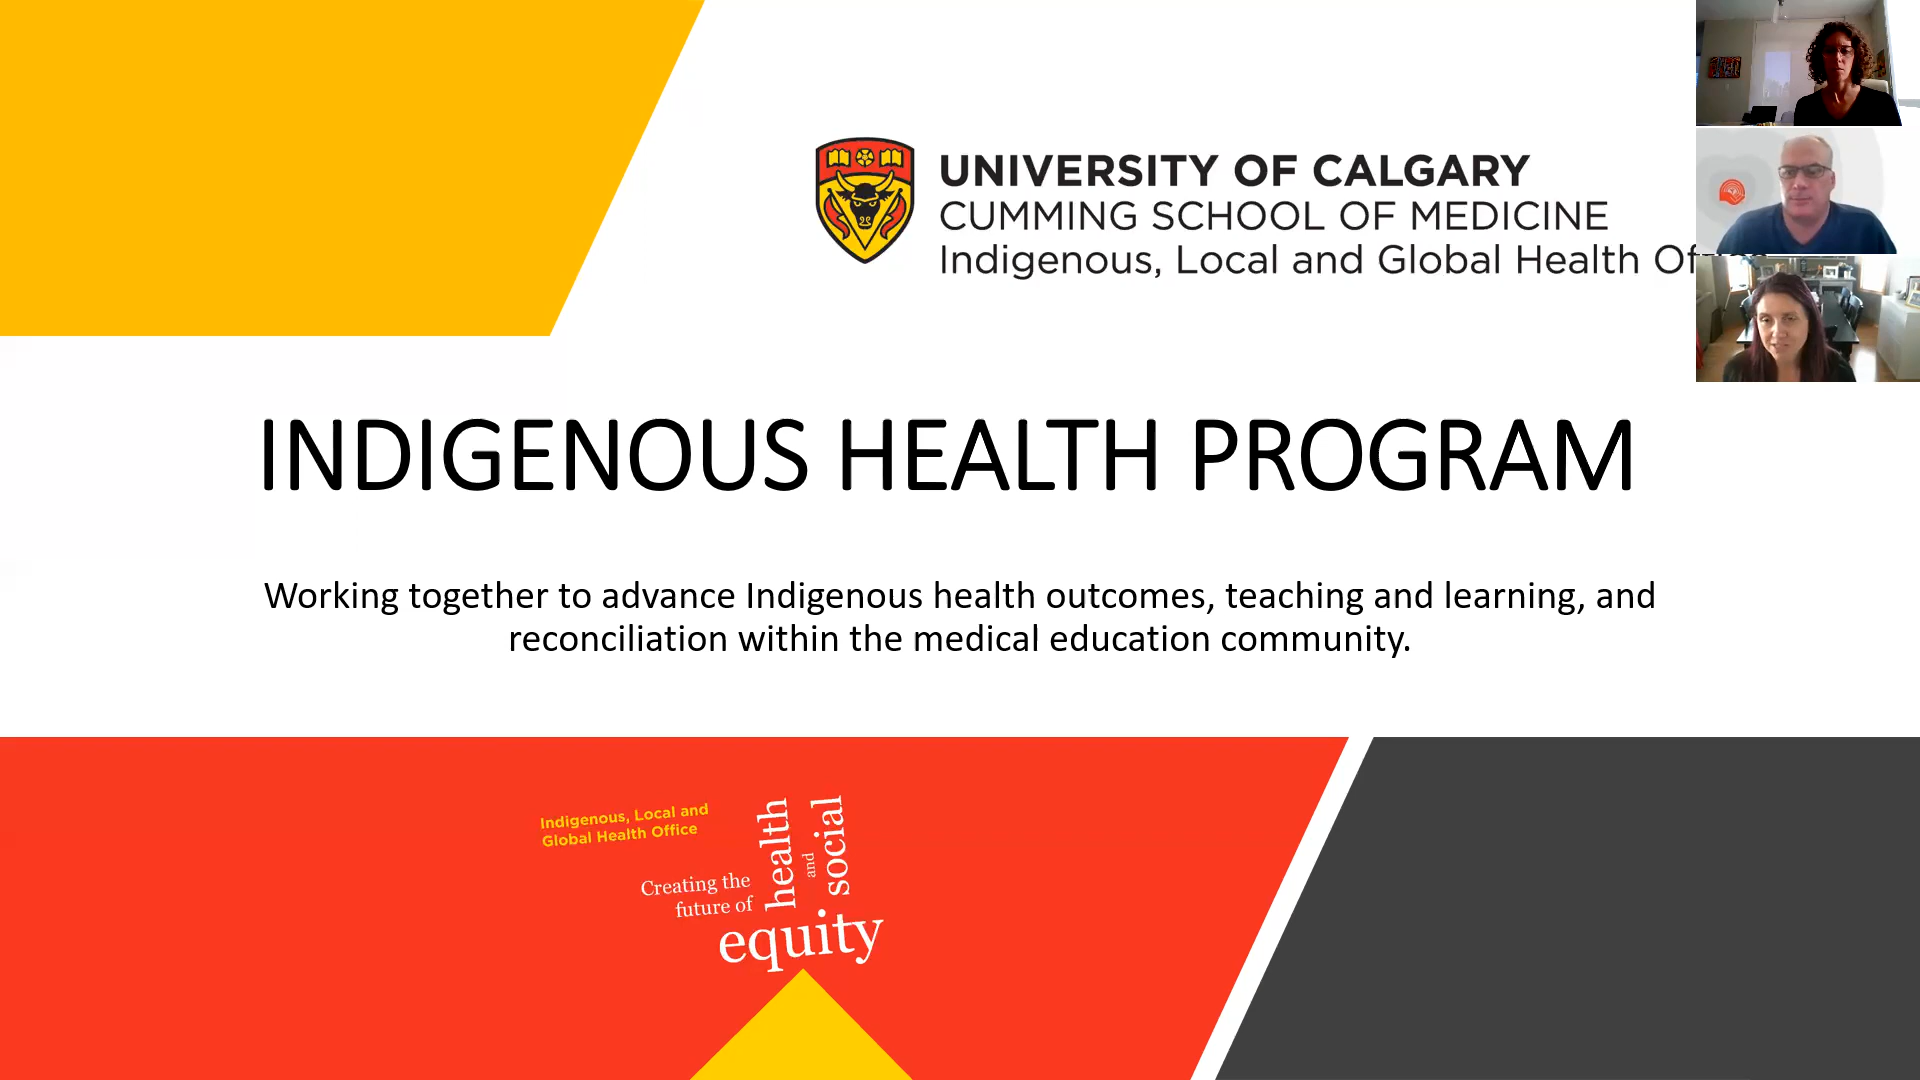 UNIVERSITY OF CALGARY
CUMMING SCHOOL OF MEDICINE
Indigenous, Local and Global Health Of
INDIGENOUS HEALTH PROGRAM
Working together to advance Indigenous health outcomes, teaching and learning, and
reconciliation within the medical education community.
Indigenous, Local and
Global Health Office
Creating the
future of
health
and
social
equity